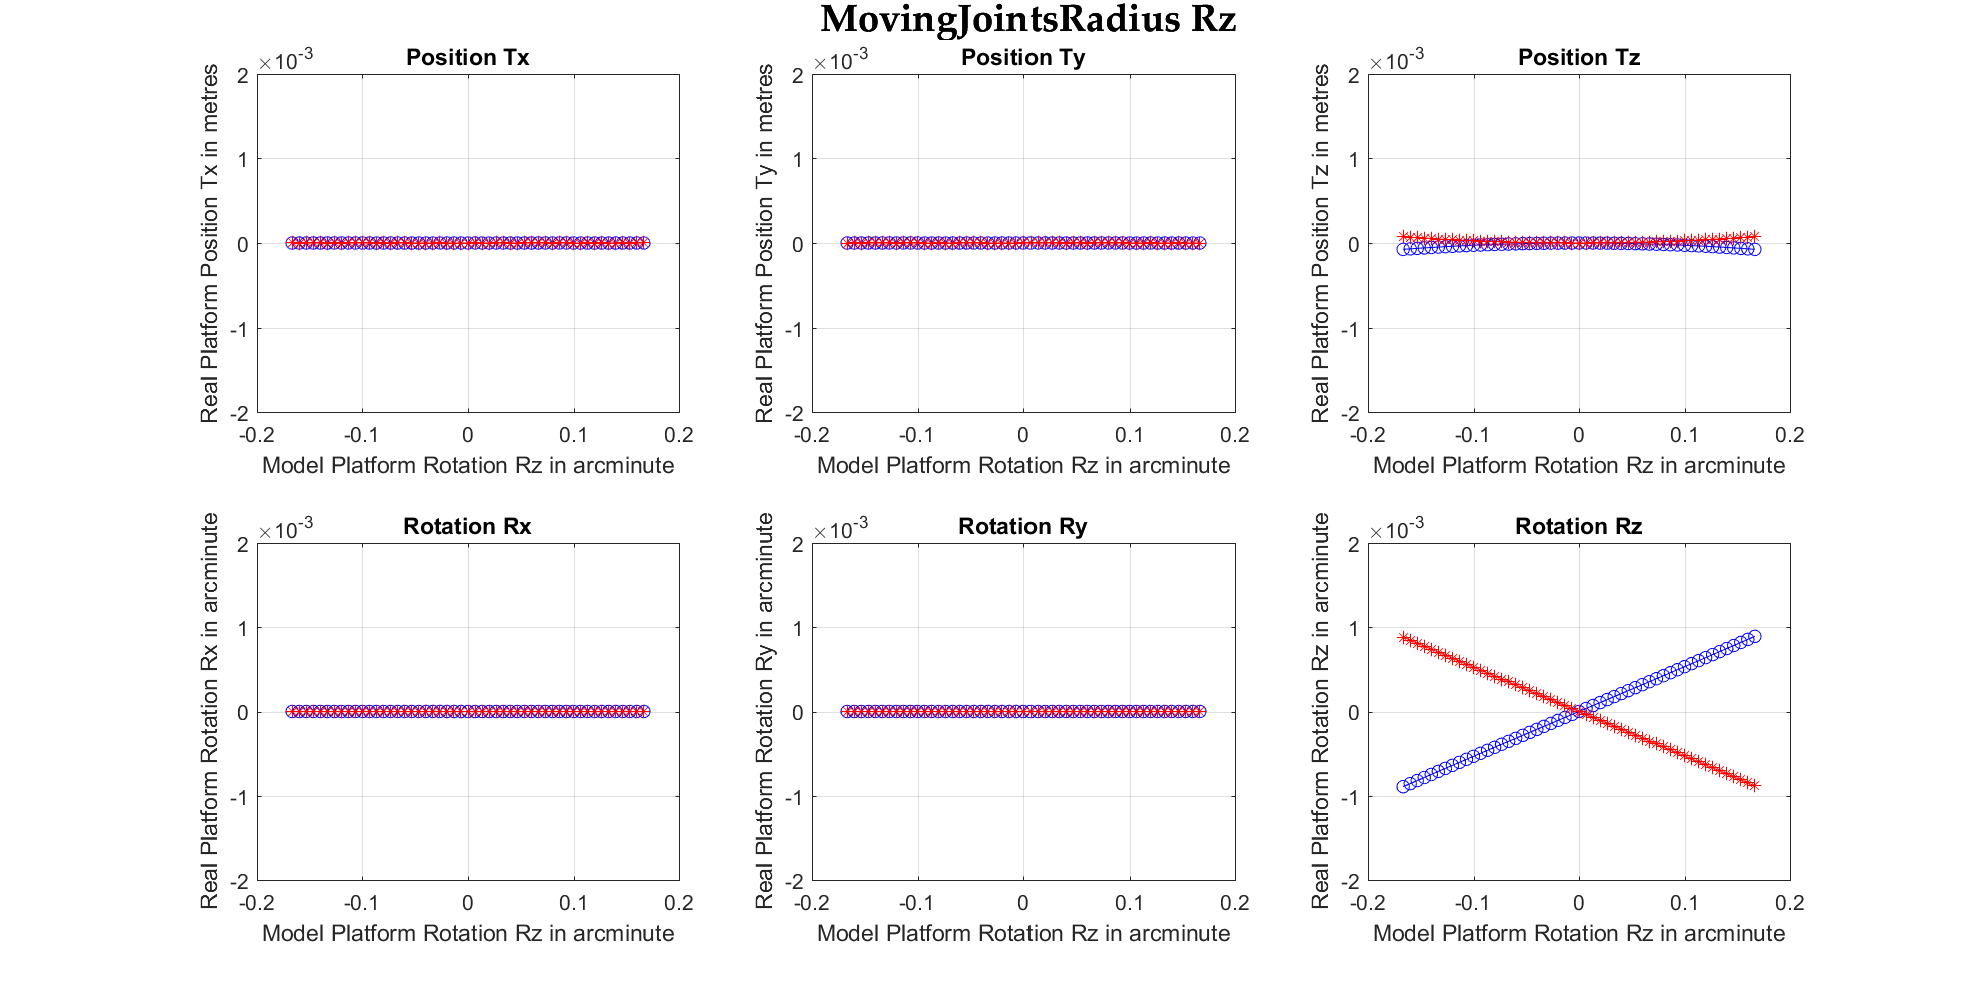 MovingJointsRadius Rz
Position Tx
×10-3
Real Platform Position Tx in metres
2
1
0
-1
-2
-0.2 -0.1 0 0.1 0.2
Model Platform Rotation Rz in arcminute
Position Ty
×10-3
Real Platform Position Ty in metres
2
1
0
-1
-2
-0.2 -0.1 0 0.1 0.2
Model Platform Rotation Rz in arcminute
Position Tz
×10-3
Real Platform Position Tz in metres
2
1
0
-1
-2
-0.2 -0.1 0 0.1 0.2
Model Platform Rotation Rz in arcminute
Rotation Rx
×10-3
Real Platform Rotation Rx in arcminute
2
1
0
-1
-2
-0.2 -0.1 0 0.1 0.2
Model Platform Rotation Rz in arcminute
Rotation Ry
×10-3
Real Platform Rotation Ry in arcminute
2
1
0
-1
-2
-0.2 -0.1 0 0.1 0.2
Model Platform Rotation Rz in arcminute
Rotation Rz
×10-3
Real Platform Rotation Rz in arcminute
2
1
0
-1
-2
-0.2 -0.1 0 0.1 0.2
Model Platform Rotation Rz in arcminute